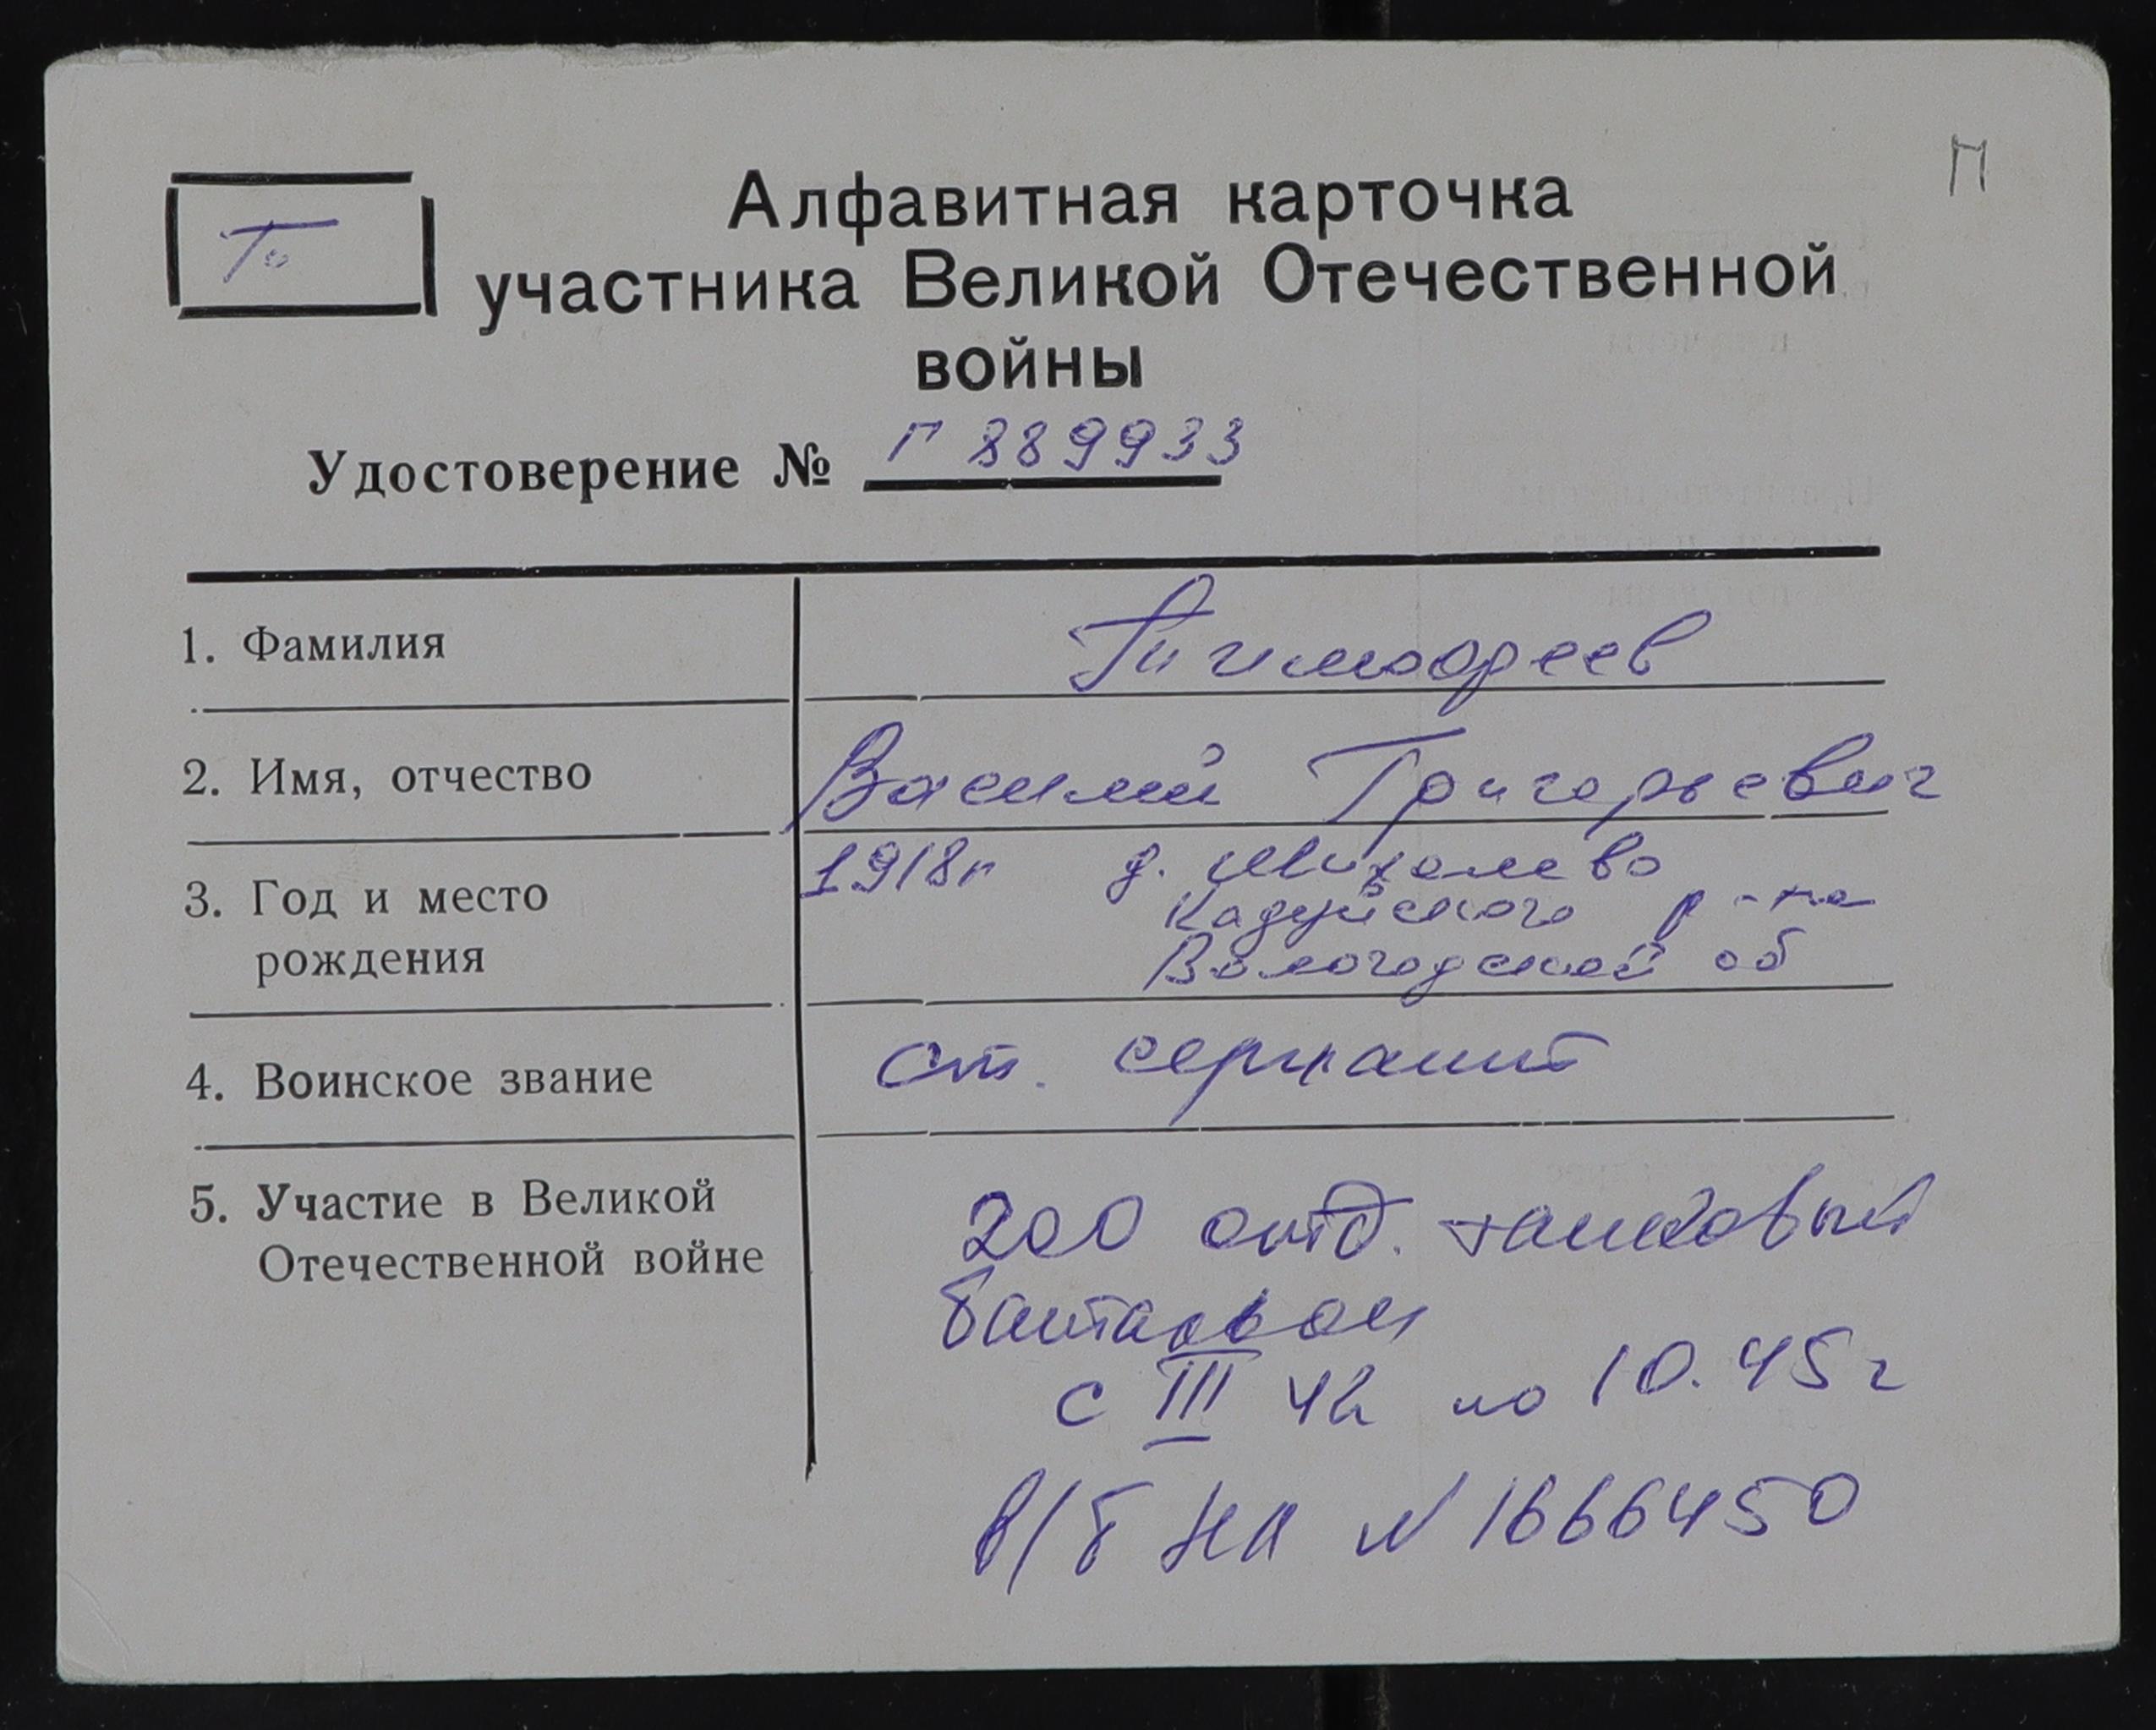 П
Т.
Алфавитная карточка
участника Великой Отечественной
войны
Удостоверение № Г 889933
1. Фамилия Тимофеев
2. Имя, отчество Василий Григорьевич
3. Год и место 1918г д. Михалево
Кадуйского р-на
рождения Вологодской об
4. Воинское звание ст. сержант
5. Участие в Великой 200 отд. танковый
Отечественной войне батальон
с III 42 по 10.45г
в/б НА N 1666450